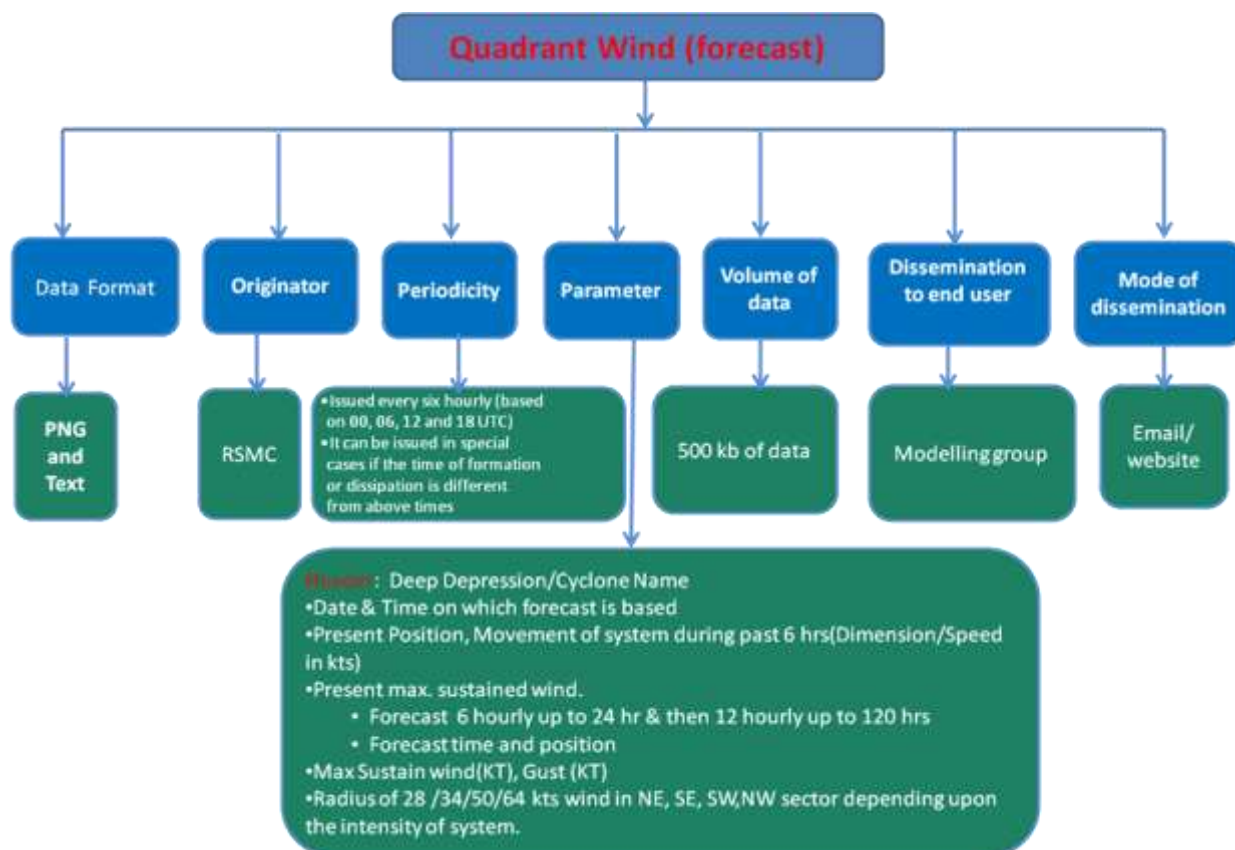 Quadrant Wind (forecast)
Data Format
Originator
Periodicity
Parameter
Volume of
data
Dissemination
to end user
Mode of
dissemination
PNG
and
Text
RSMC
•Issued every six hourly (based
on 00, 06, 12 and 18 UTC)
•It can be issued in special
cases if the time of formation
or dissipation is different
from above times
500 kb of data
Modelling group
Email/
website
: Deep Depression/Cyclone Name
•Date & Time on which forecast is based
•Present Position, Movement of system during past 6 hrs(Dimension/Speed
in kts)
•Present max. sustained wind.
• Forecast 6 hourly up to 24 hr & then 12 hourly up to 120 hrs
• Forecast time and position
•Max Sustain wind(KT), Gust (KT)
•Radius of 28 /34/50/64 kts wind in NE, SE, SW,NW sector depending upon
the intensity of system.